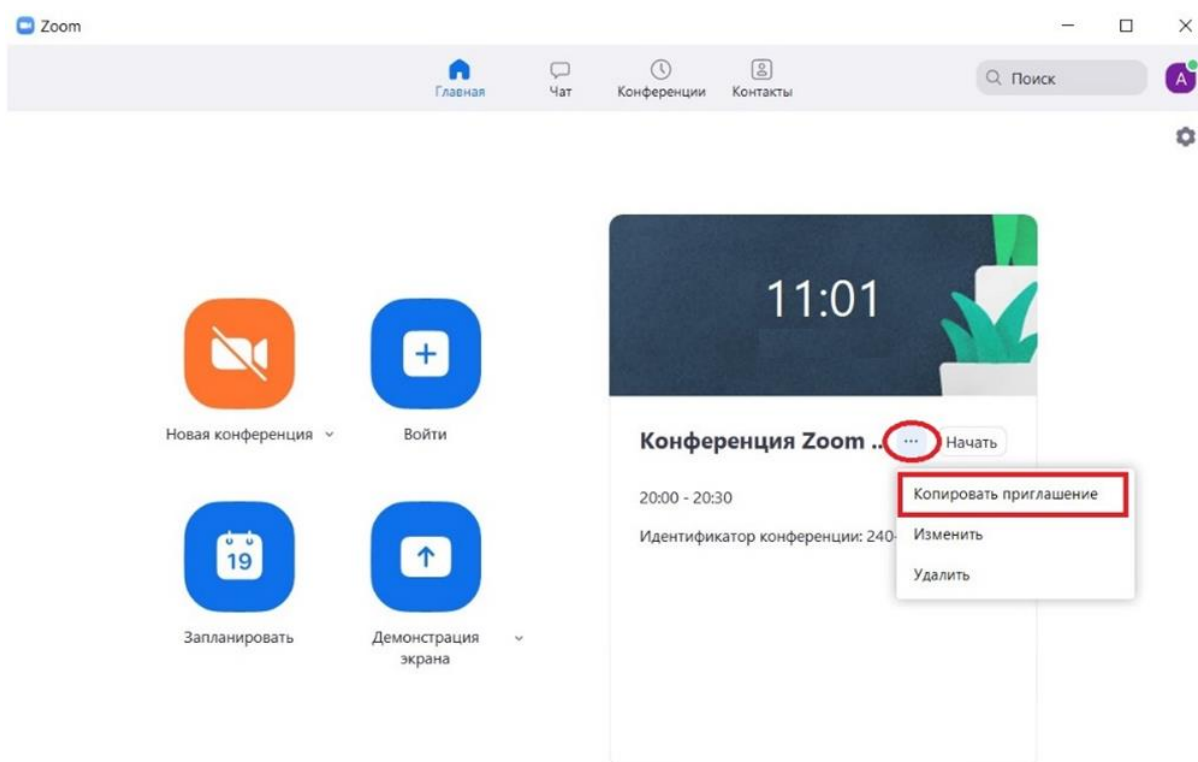 Zoom
Главная
Чат
Конференции
Контакты
Поиск
A
11:01
Новая конференция
Войти
Конференция Zoom ..
...
Начать
20:00 - 20:30
Копировать приглашение
Идентификатор конференции: 240-
Изменить
Удалить
19
Запланировать
Демонстрация
экрана